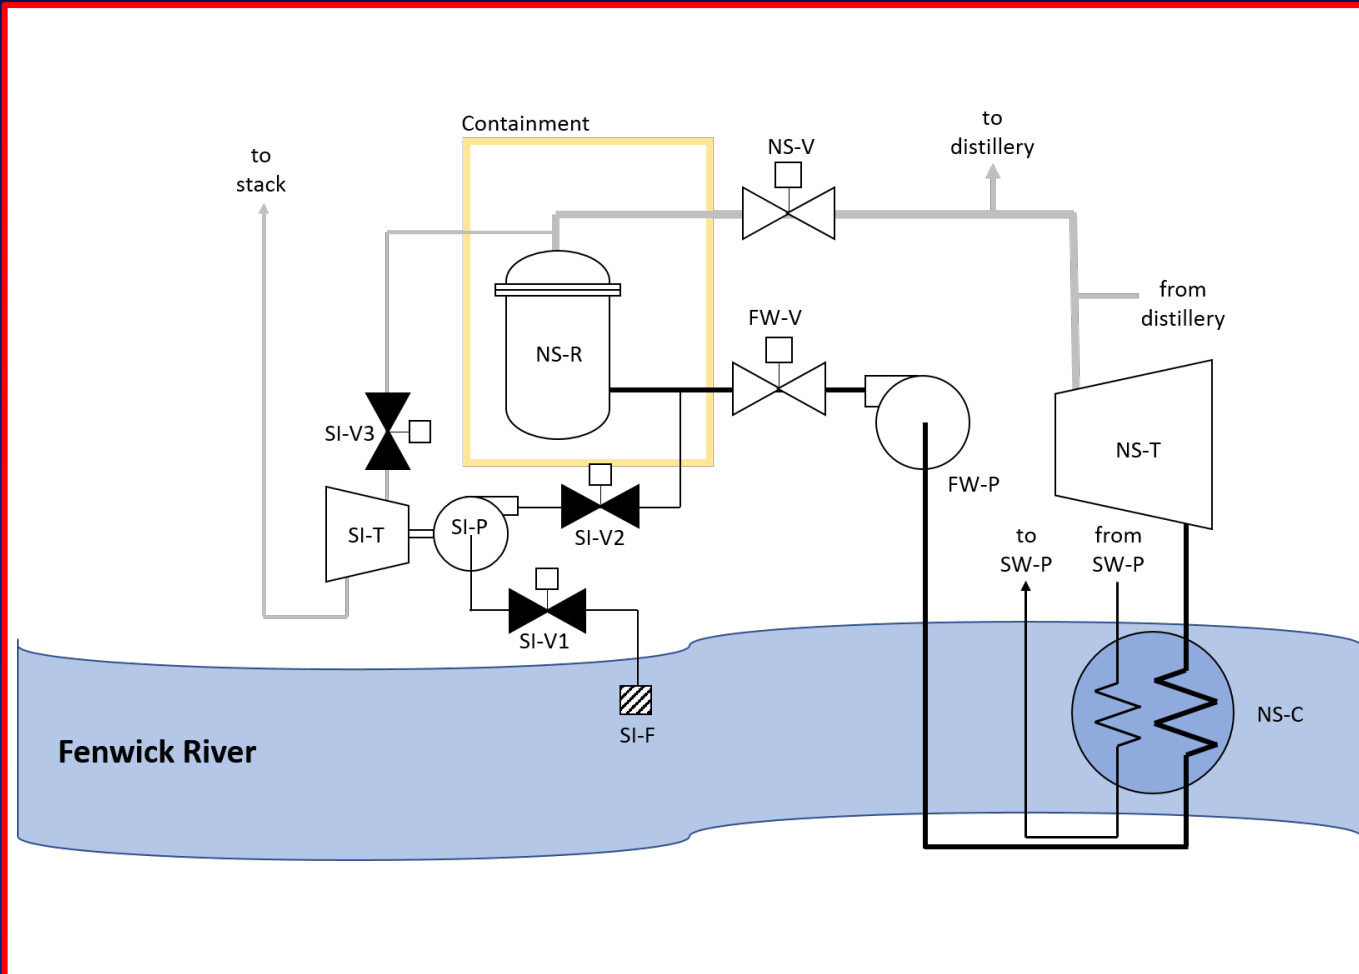 Containment
to
distillery
NS-V
to
stack
from
distillery
FW-V
NS-R
SI-V3
NS-T
FW-P
SI-T
SI-P
SI-V2
to
SW-P
from
SW-P
SI-V1
NS-C
SI-F
Fenwick River